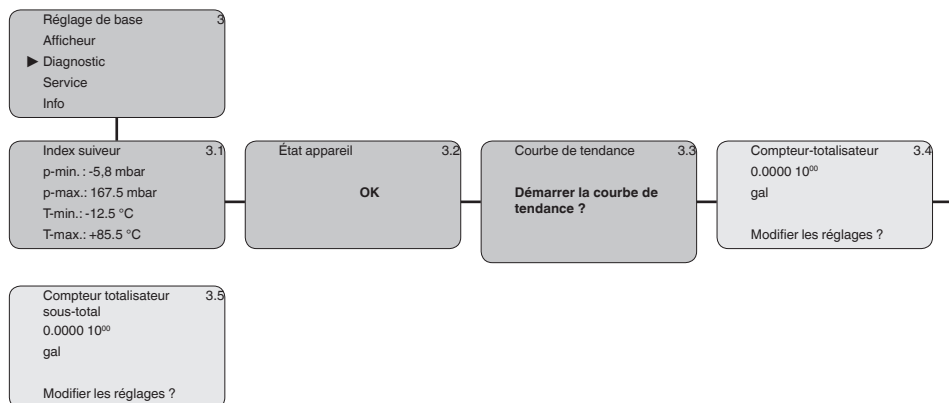 Réglage de base 3
Afficheur
▶ Diagnostic
Service
Info
Index suiveur 3.1
p-min. : -5,8 mbar
p-max.: 167.5 mbar
T-min.: -12.5 °C
T-max.: +85.5 °C
État appareil 3.2
OK
Courbe de tendance 3.3
Démarrer la courbe de
tendance ?
Compteur-totalisateur 3.4
0.0000 10⁰⁰
gal
Modifier les réglages ?
Compteur totalisateur 3.5
sous-total
0.0000 10⁰⁰
gal
Modifier les réglages ?